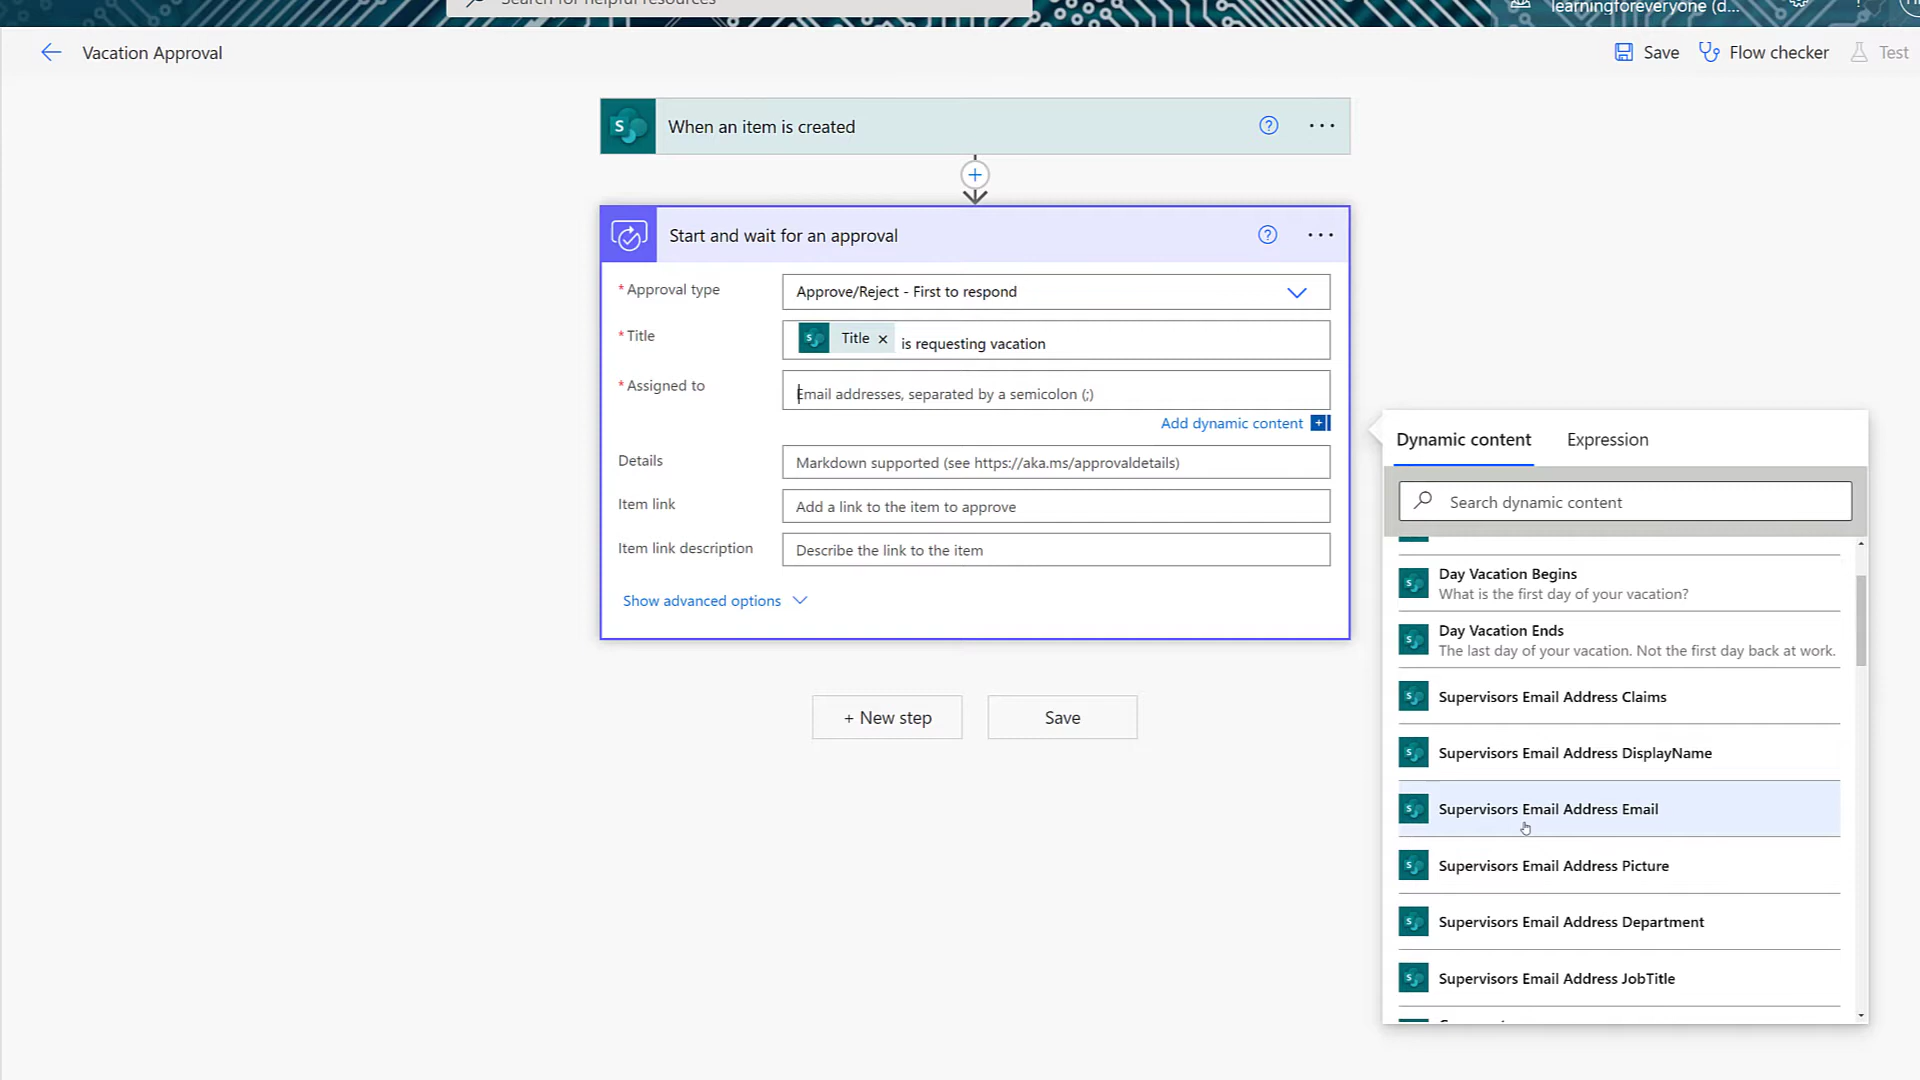 Search for helpful resources
learningforeveryone (d...
Vacation Approval
Save
Flow checker
Test
When an item is created
Start and wait for an approval
* Approval type
Approve/Reject - First to respond
* Title
Title × is requesting vacation
* Assigned to
Email addresses, separated by a semicolon (;)
Add dynamic content
Details
Markdown supported (see https://aka.ms/approvaldetails)
Item link
Add a link to the item to approve
Item link description
Describe the link to the item
Show advanced options
+ New step
Save
Dynamic content
Expression
Search dynamic content
Day Vacation Begins
What is the first day of your vacation?
Day Vacation Ends
The last day of your vacation. Not the first day back at work.
Supervisors Email Address Claims
Supervisors Email Address DisplayName
Supervisors Email Address Email
Supervisors Email Address Picture
Supervisors Email Address Department
Supervisors Email Address JobTitle